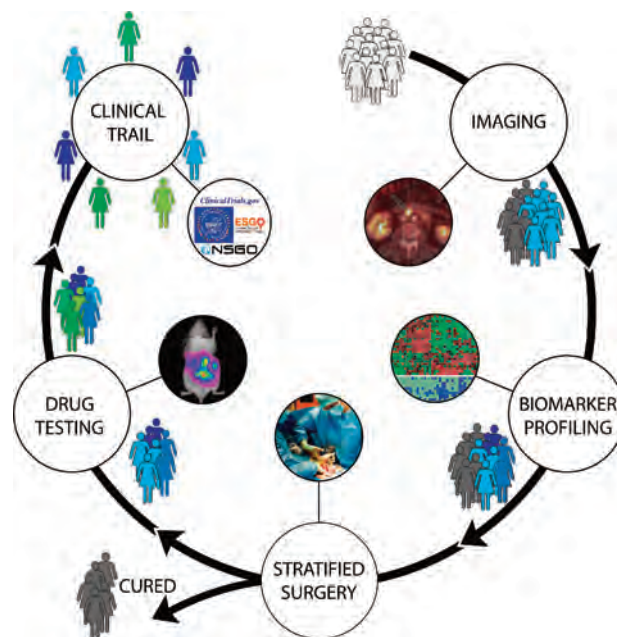 CLINICAL
TRAIL
IMAGING
ClinicalTrials.gov
ESGO
NSGO
DRUG
TESTING
BIOMARKER
PROFILING
CURED
STRATIFIED
SURGERY